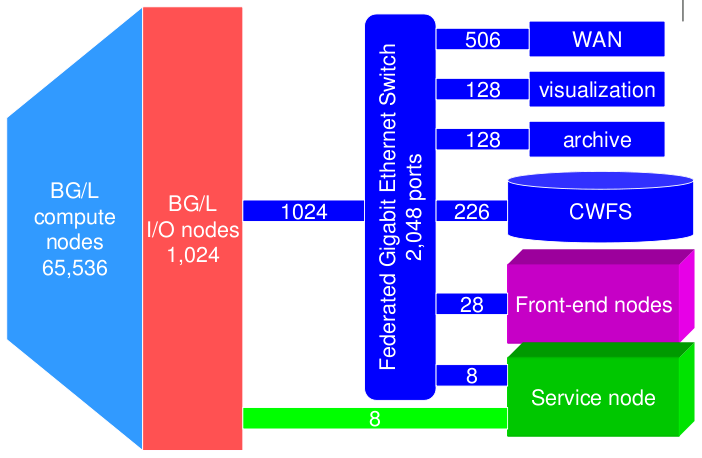 BG/L
compute
nodes
65,536
BG/L
I/O nodes
1,024
1024
Federated Gigabit Ethernet Switch
2,048 ports
506
WAN
128
visualization
128
archive
226
CWFS
28
Front-end nodes
8
Service node
8